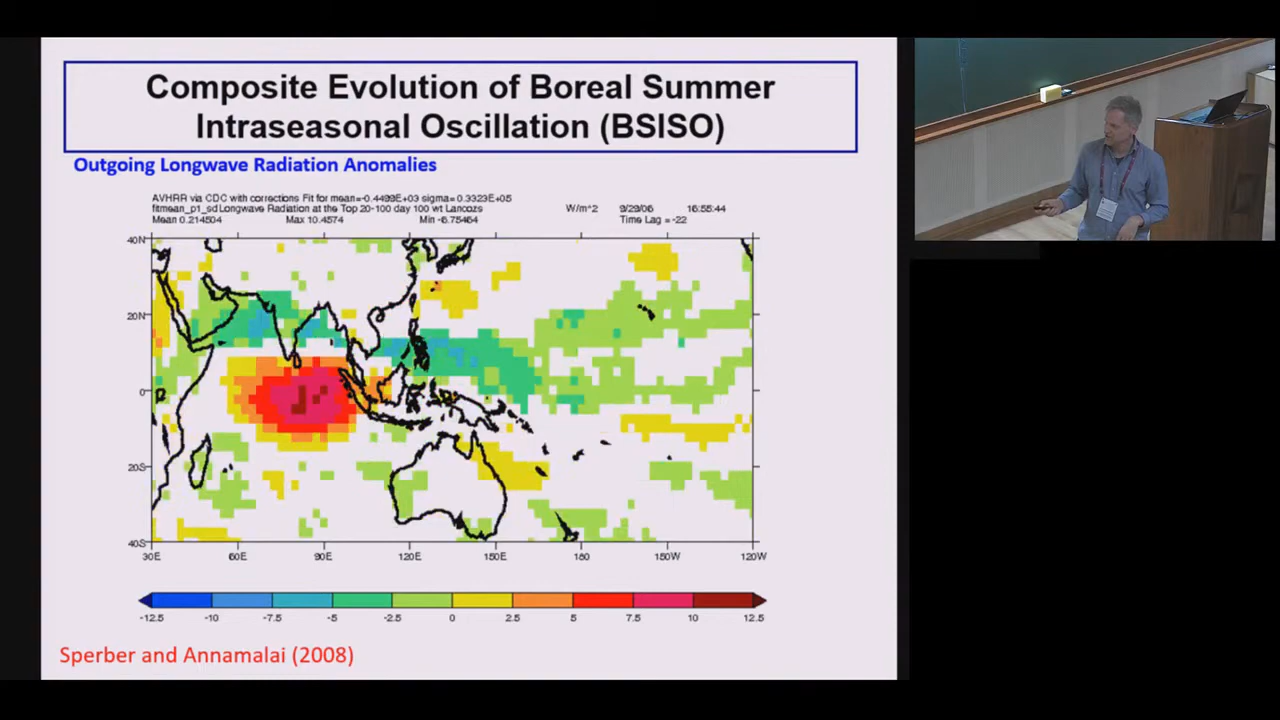 Composite Evolution of Boreal Summer
Intraseasonal Oscillation (BSISO)
Outgoing Longwave Radiation Anomalies
AVHRR via CDC with corrections Fit for mean=-0.4499E+03 sigma=0.3323E+05
fitmean_p1_sdLongwave Radiation at the Top 20-100 day 100 wt Lanczos W/m^2 9/29/06 16:55:44
Mean 0.214504 Max 10.4574 Min -6.75464 Time Lag = -22
40N
20N
0
20S
40S
30E 60E 90E 120E 150E 180 150W 120W
-12.5 -10 -7.5 -5 -2.5 0 2.5 5 7.5 10 12.5
Sperber and Annamalai (2008)